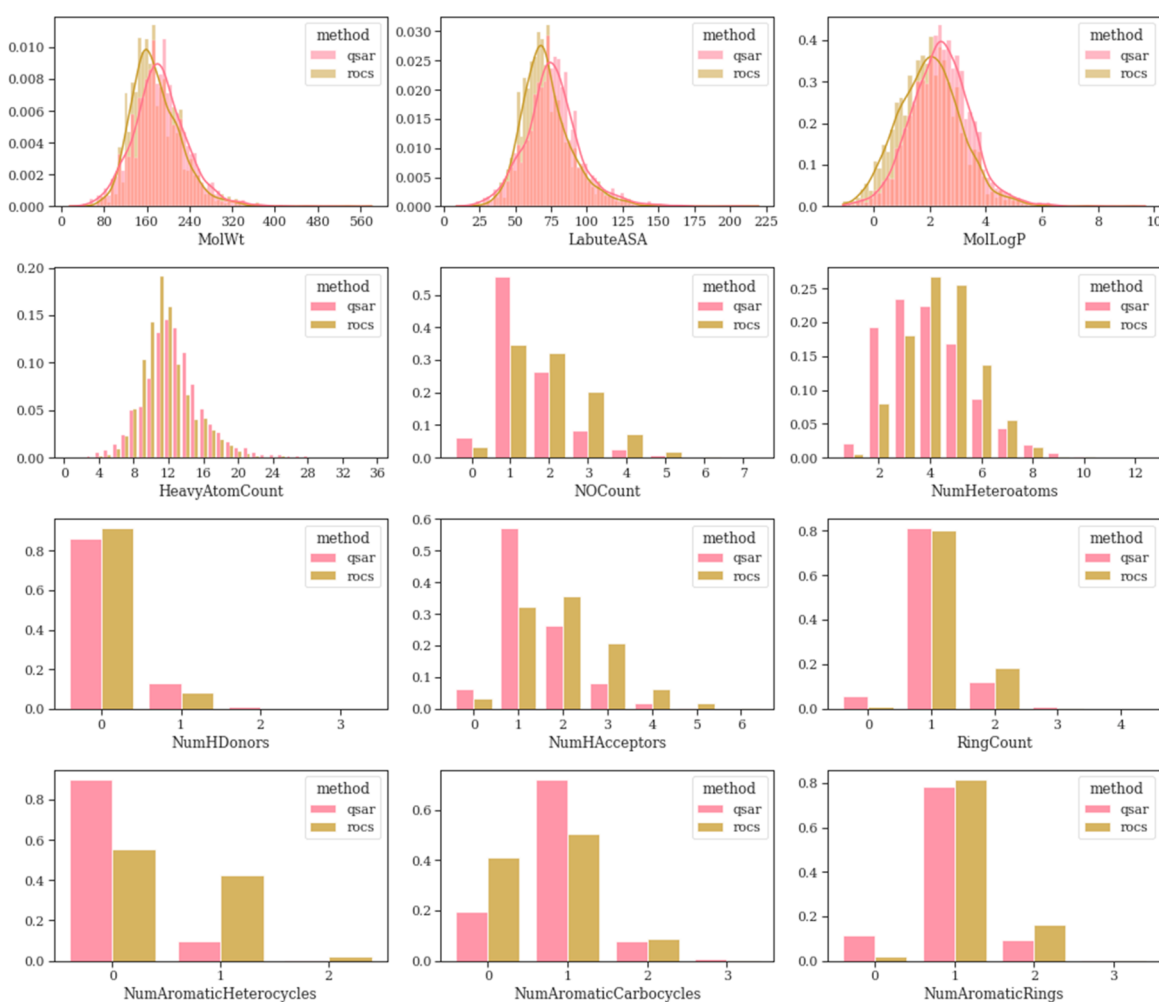 method
qsar
rocs
0.010
0.008
0.006
0.004
0.002
0.000
0 80 160 240 320 400 480 560
MolWt
method
qsar
rocs
0.030
0.025
0.020
0.015
0.010
0.005
0.000
0 25 50 75 100 125 150 175 200 225
LabuteASA
method
qsar
rocs
0.4
0.3
0.2
0.1
0.0
0 2 4 6 8 10
MolLogP
method
qsar
rocs
0.20
0.15
0.10
0.05
0.00
0 4 8 12 16 20 24 28 32 36
HeavyAtomCount
method
qsar
rocs
0.5
0.4
0.3
0.2
0.1
0.0
0 1 2 3 4 5 6 7
NOCount
method
qsar
rocs
0.25
0.20
0.15
0.10
0.05
0.00
2 4 6 8 10 12
NumHeteroatoms
method
qsar
rocs
0.8
0.6
0.4
0.2
0.0
0 1 2 3
NumHDonors
method
qsar
rocs
0.6
0.5
0.4
0.3
0.2
0.1
0.0
0 1 2 3 4 5 6
NumHAcceptors
method
qsar
rocs
0.8
0.6
0.4
0.2
0.0
0 1 2 3 4
RingCount
method
qsar
rocs
0.8
0.6
0.4
0.2
0.0
0 1 2
NumAromaticHeterocycles
method
qsar
rocs
0.6
0.4
0.2
0.0
0 1 2 3
NumAromaticCarbocycles
method
qsar
rocs
0.8
0.6
0.4
0.2
0.0
0 1 2 3
NumAromaticRings